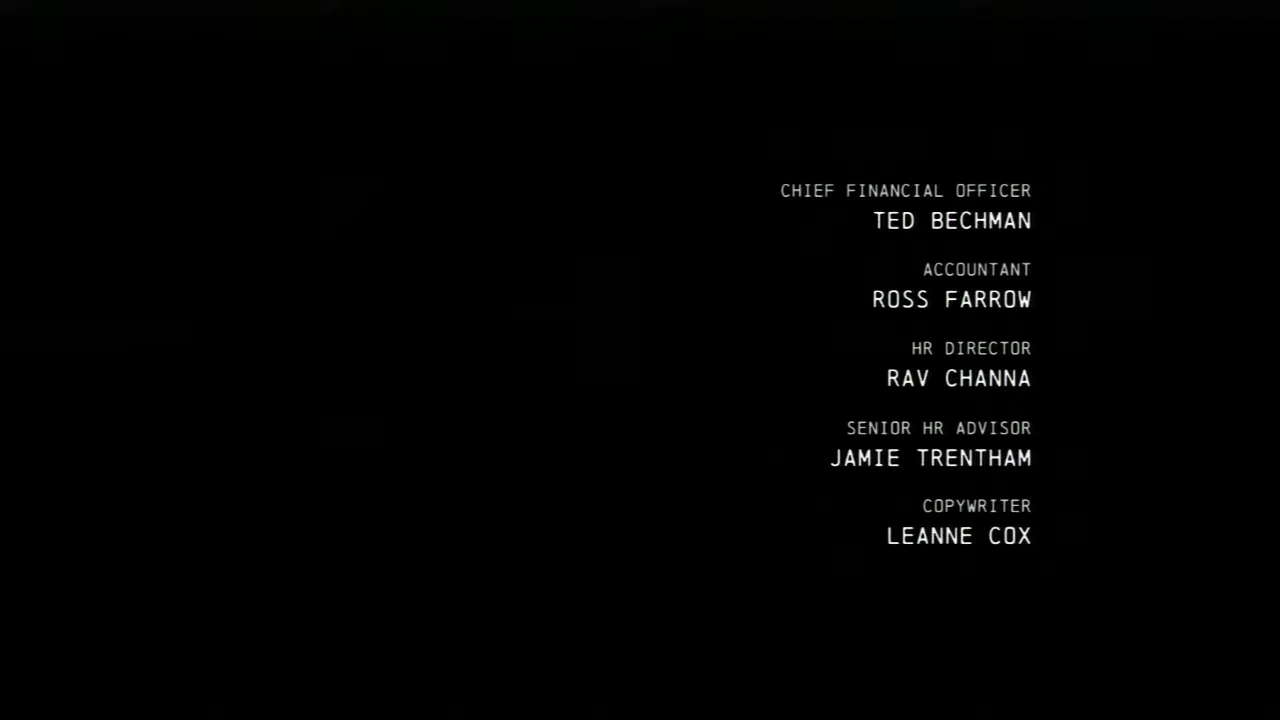 CHIEF FINANCIAL OFFICER
TED BECHMAN
ACCOUNTANT
ROSS FARROW
HR DIRECTOR
RAV CHANNA
SENIOR HR ADVISOR
JAMIE TRENTHAM
COPYWRITER
LEANNE COX